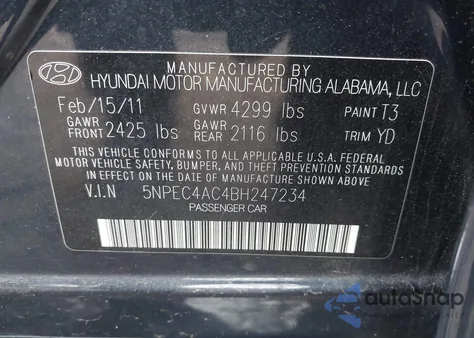 MANUFACTURED BY
HYUNDAI MOTOR MANUFACTURING ALABAMA, LLC
Feb/15/11 GVWR 4299 lbs PAINT T3
GAWR FRONT 2425 lbs GAWR REAR 2116 lbs TRIM YD
THIS VEHICLE CONFORMS TO ALL APPLICABLE U.S.A. FEDERAL
MOTOR VEHICLE SAFETY, BUMPER, AND THEFT PREVENTION STANDARDS
IN EFFECT ON THE DATE OF MANUFACTURE SHOWN ABOVE.
V.I.N 5NPEC4AC4BH247234
PASSENGER CAR
autoSnap